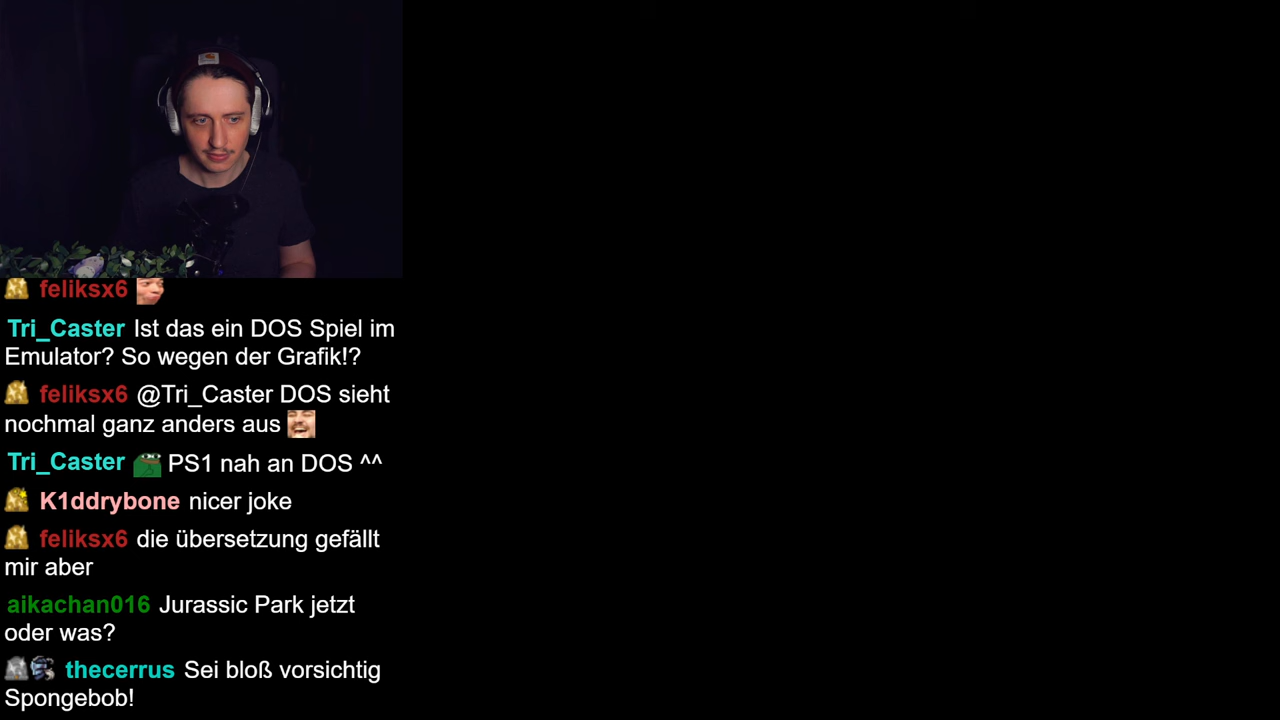 feliksx6
Tri_Caster Ist das ein DOS Spiel im
Emulator? So wegen der Grafik!?
feliksx6 @Tri_Caster DOS sieht
nochmal ganz anders aus
Tri_Caster PS1 nah an DOS ^^
K1ddrybone nicer joke
feliksx6 die übersetzung gefällt
mir aber
aikachan016 Jurassic Park jetzt
oder was?
thecerrus Sei bloß vorsichtig
Spongebob!